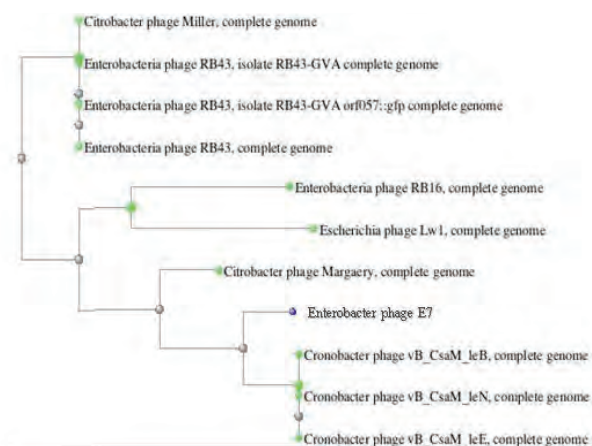 Citrobacter phage Miller, complete genome
Enterobacteria phage RB43, isolate RB43-GVA complete genome
Enterobacteria phage RB43, isolate RB43-GVA orf057::gfp complete genome
Enterobacteria phage RB43, complete genome
Enterobacteria phage RB16, complete genome
Escherichia phage Lw1, complete genome
Citrobacter phage Margaery, complete genome
Enterobacter phage E7
Cronobacter phage vB_CsaM_leB, complete genome
Cronobacter phage vB_CsaM_leN, complete genome
Cronobacter phage vB_CsaM_leE, complete genome